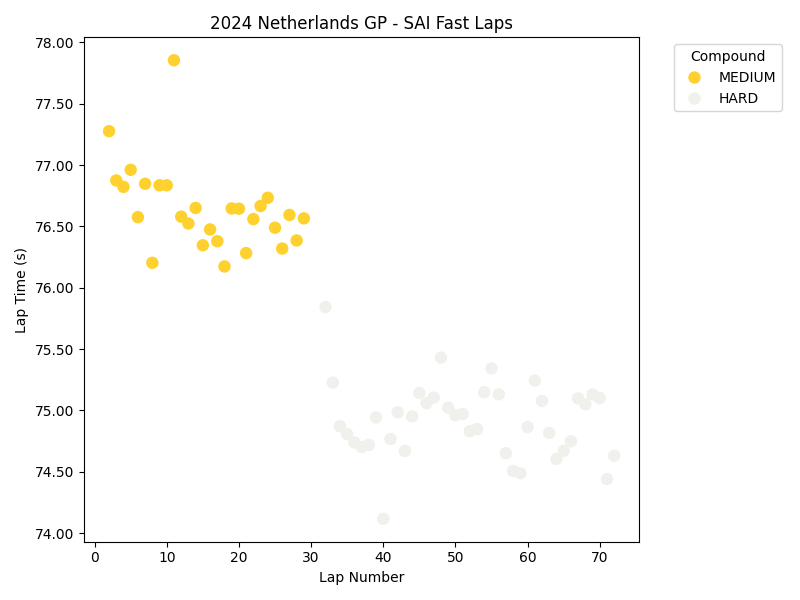 2024 Netherlands GP - SAI Fast Laps
Compound
MEDIUM
HARD
Lap Time (s)
78.00
77.50
77.00
76.50
76.00
75.50
75.00
74.50
74.00
0 10 20 30 40 50 60 70
Lap Number